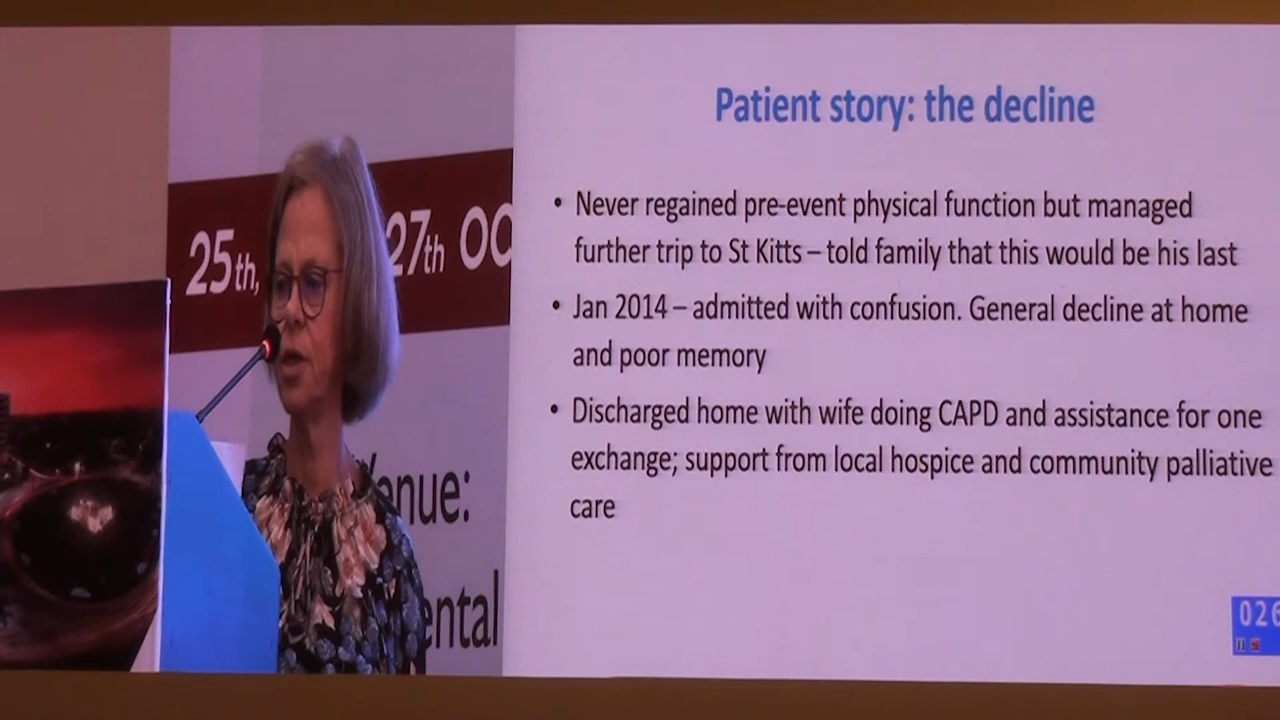 25th, 27th OC
enue:
ental
Patient story: the decline
• Never regained pre-event physical function but managed
further trip to St Kitts – told family that this would be his last
• Jan 2014 – admitted with confusion. General decline at home
and poor memory
• Discharged home with wife doing CAPD and assistance for one
exchange; support from local hospice and community palliative
care
026